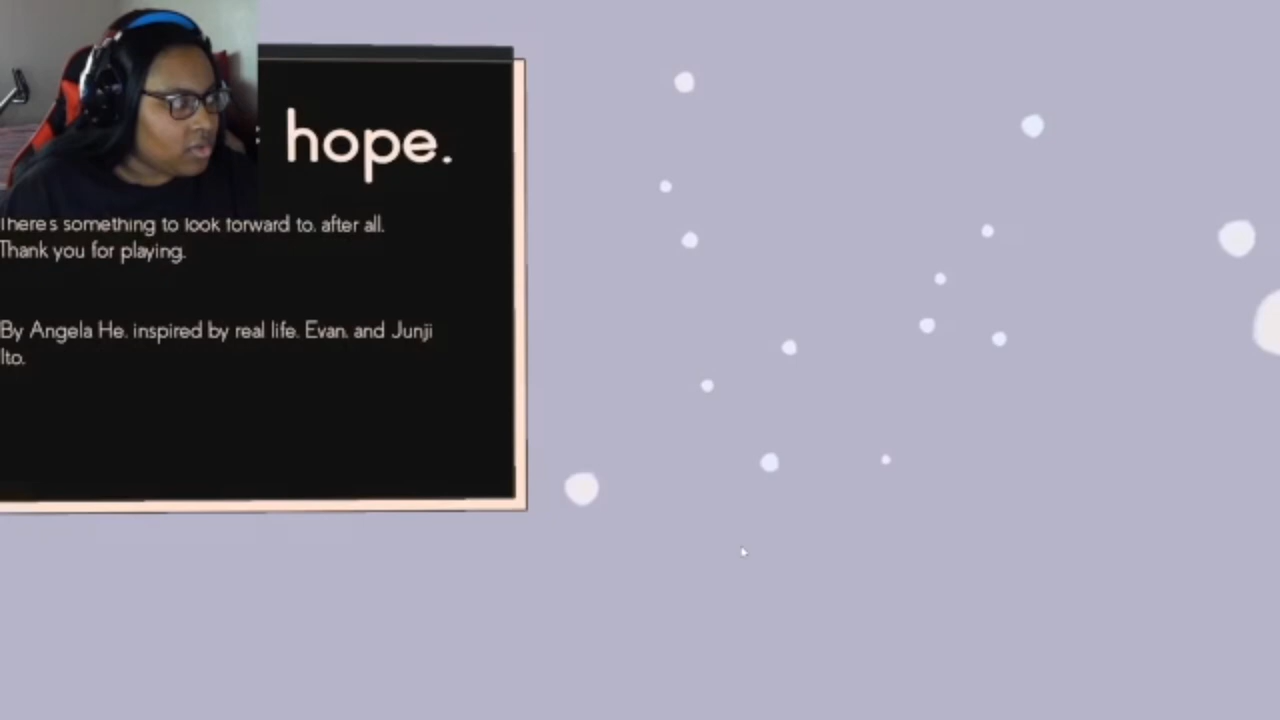 hope.
There's something to look forward to, after all.
Thank you for playing.
By Angela He, inspired by real life, Evan, and Junji
Ito.